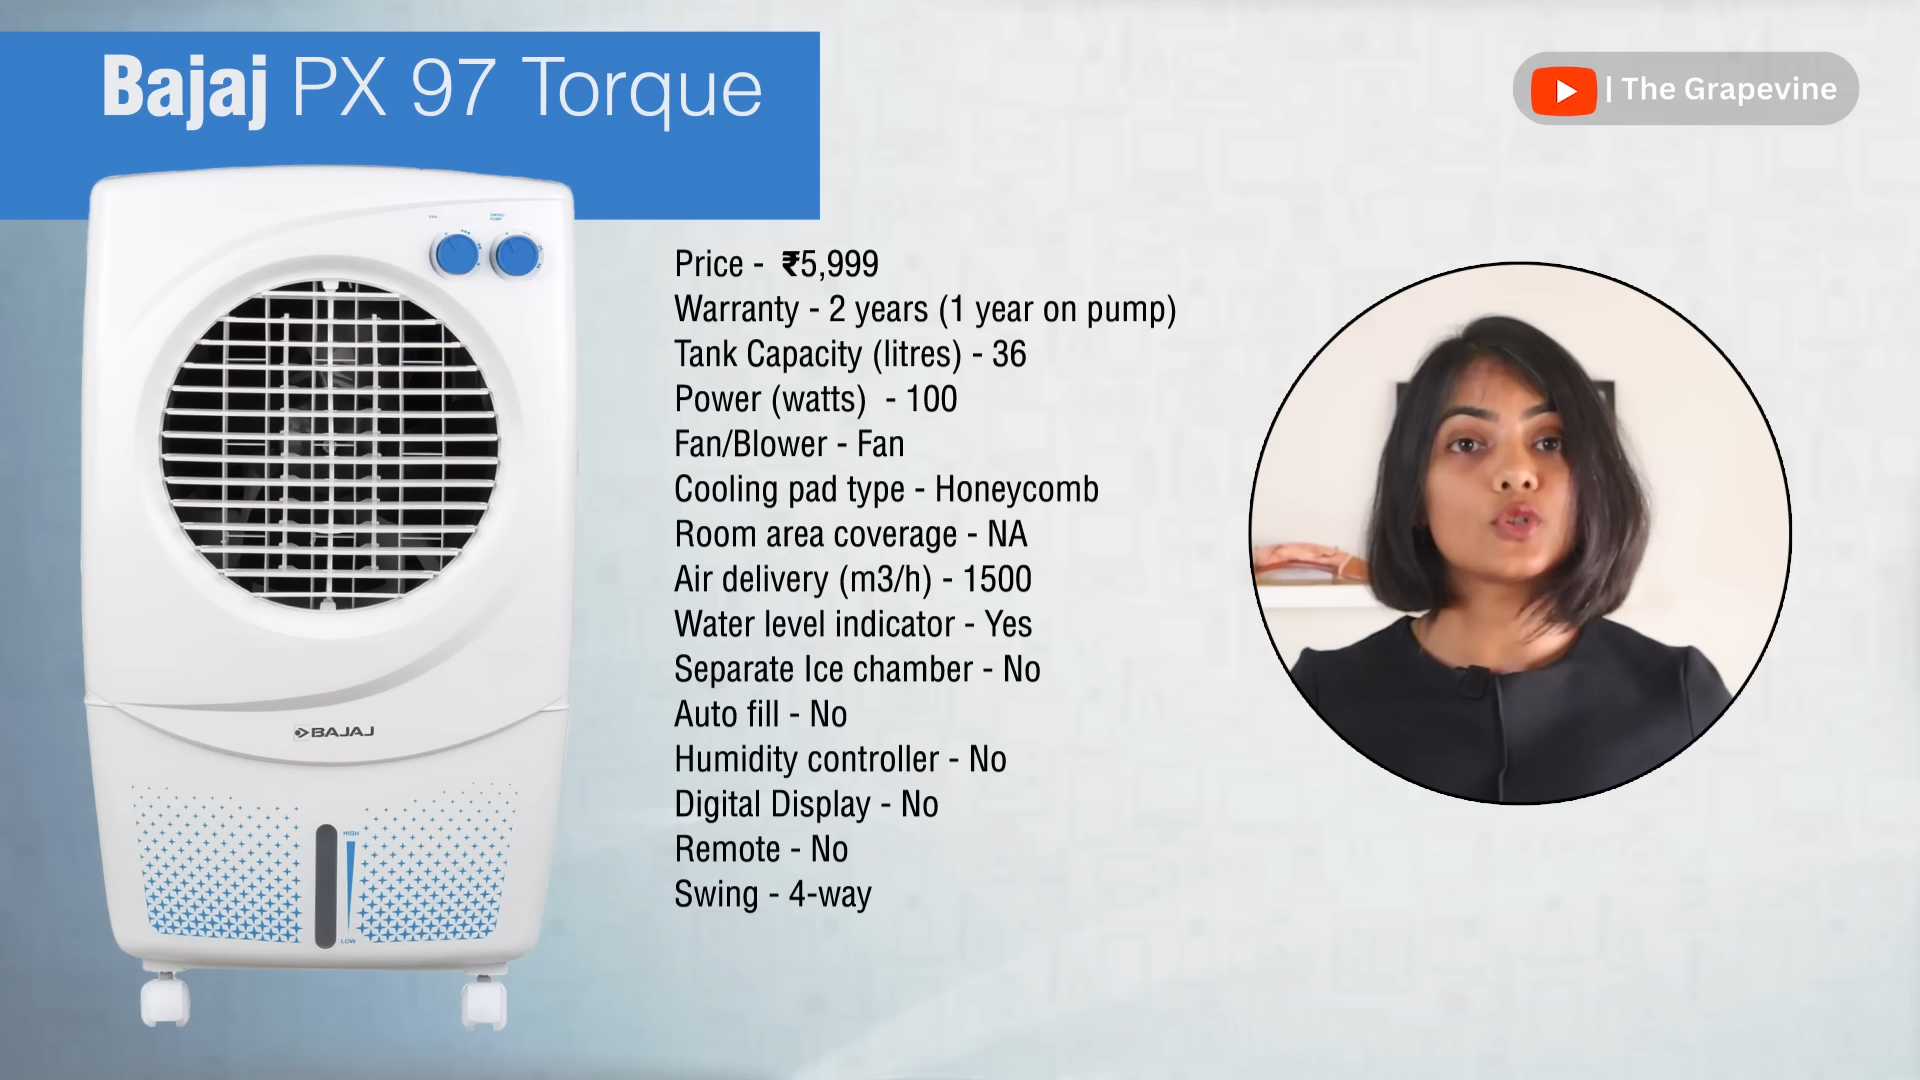 Bajaj PX 97 Torque
| The Grapevine
Price - ₹5,999
Warranty - 2 years (1 year on pump)
Tank Capacity (litres) - 36
Power (watts) - 100
Fan/Blower - Fan
Cooling pad type - Honeycomb
Room area coverage - NA
Air delivery (m3/h) - 1500
Water level indicator - Yes
Separate Ice chamber - No
Auto fill - No
Humidity controller - No
Digital Display - No
Remote - No
Swing - 4-way
BAJAJ
HIGH
LOW